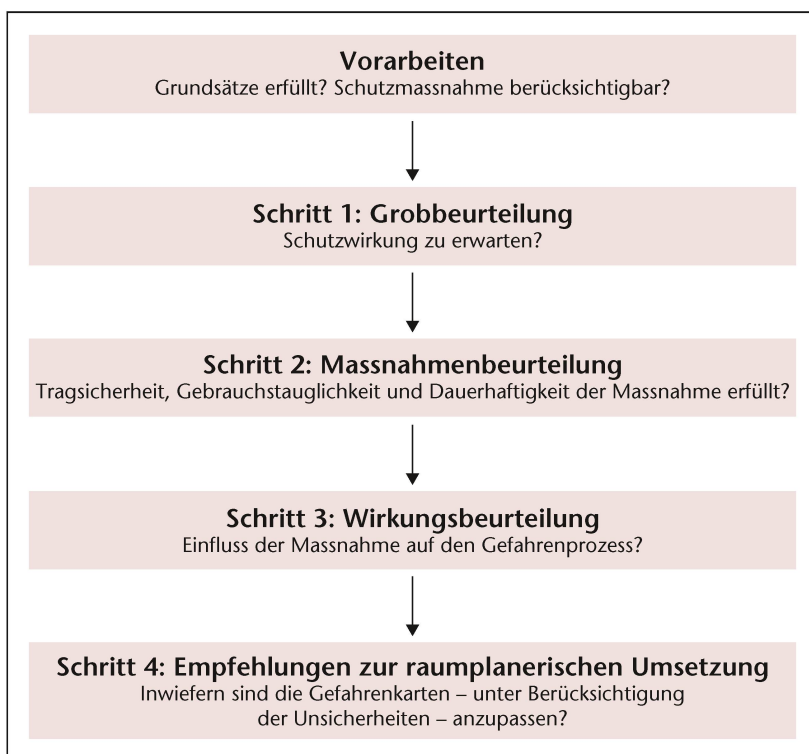 Vorarbeiten
Grundsätze erfüllt? Schutzmassnahme berücksichtigbar?
Schritt 1: Grobbeurteilung
Schutzwirkung zu erwarten?
Schritt 2: Massnahmenbeurteilung
Tragsicherheit, Gebrauchstauglichkeit und Dauerhaftigkeit der Massnahme erfüllt?
Schritt 3: Wirkungsbeurteilung
Einfluss der Massnahme auf den Gefahrenprozess?
Schritt 4: Empfehlungen zur raumplanerischen Umsetzung
Inwiefern sind die Gefahrenkarten – unter Berücksichtigung
der Unsicherheiten – anzupassen?